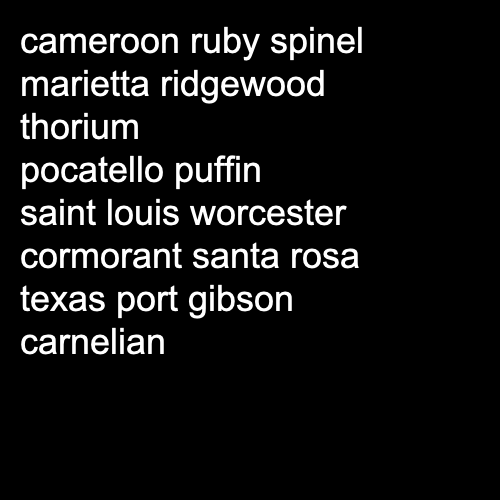 cameroon ruby spinel
marietta ridgewood
thorium
pocatello puffin
saint louis worcester
cormorant santa rosa
texas port gibson
carnelian